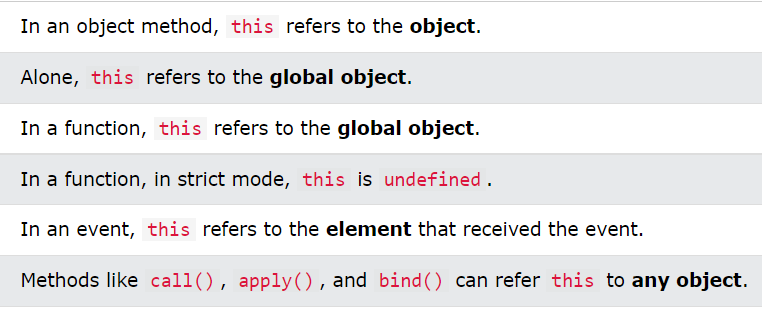 In an object method, this refers to the object.
Alone, this refers to the global object.
In a function, this refers to the global object.
In a function, in strict mode, this is undefined.
In an event, this refers to the element that received the event.
Methods like call(), apply(), and bind() can refer this to any object.